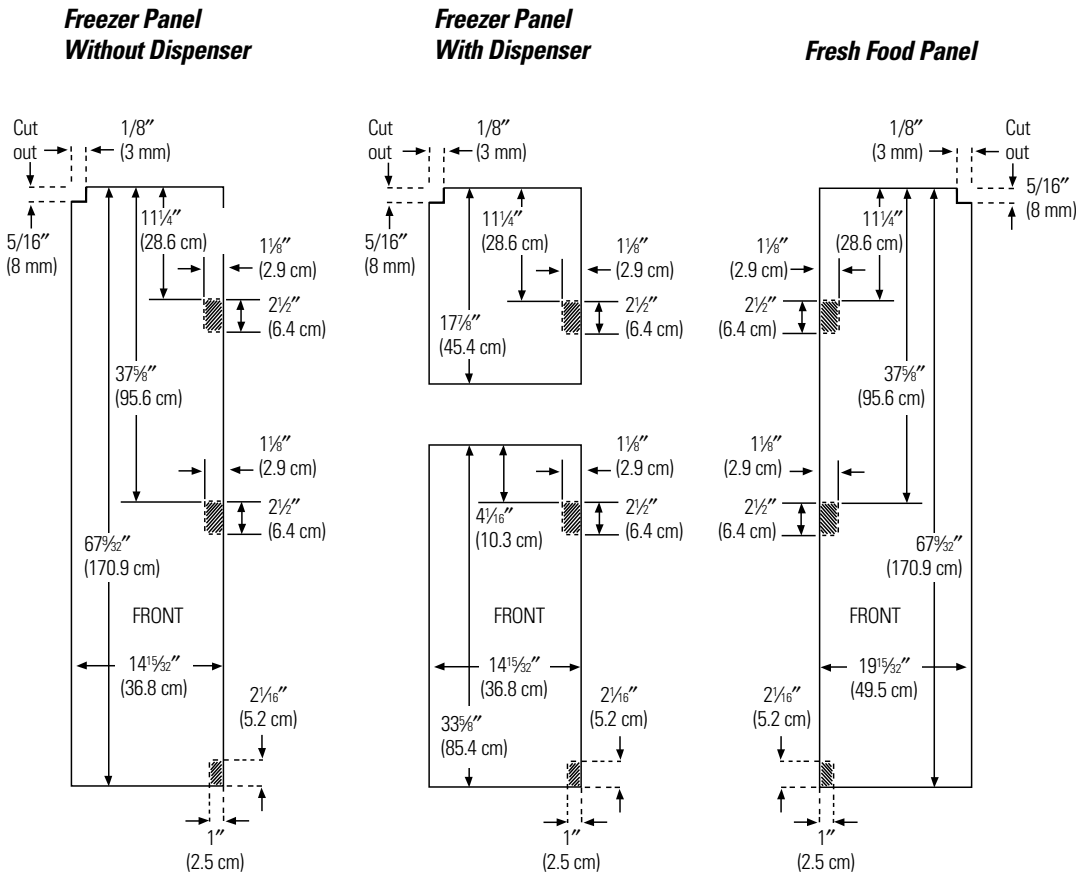 Freezer Panel
Without Dispenser
Cut
out
1/8″
(3 mm)
5/16″
(8 mm)
11¼″
(28.6 cm)
1⅛″
(2.9 cm)
2½″
(6.4 cm)
37⅝″
(95.6 cm)
1⅛″
(2.9 cm)
2½″
(6.4 cm)
67⁹⁄₃₂″
(170.9 cm)
FRONT
14¹⁵⁄₃₂″
(36.8 cm)
2¹⁄₁₆″
(5.2 cm)
1″
(2.5 cm)
Freezer Panel
With Dispenser
Cut
out
1/8″
(3 mm)
5/16″
(8 mm)
11¼″
(28.6 cm)
1⅛″
(2.9 cm)
2½″
(6.4 cm)
17⅞″
(45.4 cm)
1⅛″
(2.9 cm)
4¹⁄₁₆″
(10.3 cm)
2½″
(6.4 cm)
FRONT
14¹⁵⁄₃₂″
(36.8 cm)
33⅝″
(85.4 cm)
2¹⁄₁₆″
(5.2 cm)
1″
(2.5 cm)
Fresh Food Panel
1/8″
(3 mm)
Cut
out
5/16″
(8 mm)
11¼″
(28.6 cm)
1⅛″
(2.9 cm)
2½″
(6.4 cm)
37⅝″
(95.6 cm)
1⅛″
(2.9 cm)
2½″
(6.4 cm)
67⁹⁄₃₂″
(170.9 cm)
FRONT
19¹⁵⁄₃₂″
(49.5 cm)
2¹⁄₁₆″
(5.2 cm)
1″
(2.5 cm)